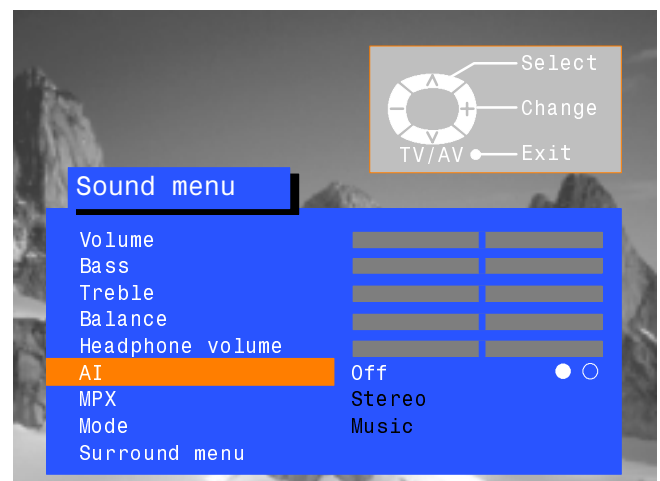 Select
Change
TV/AV Exit
Sound menu
Volume
Bass
Treble
Balance
Headphone volume
AI Off
MPX Stereo
Mode Music
Surround menu